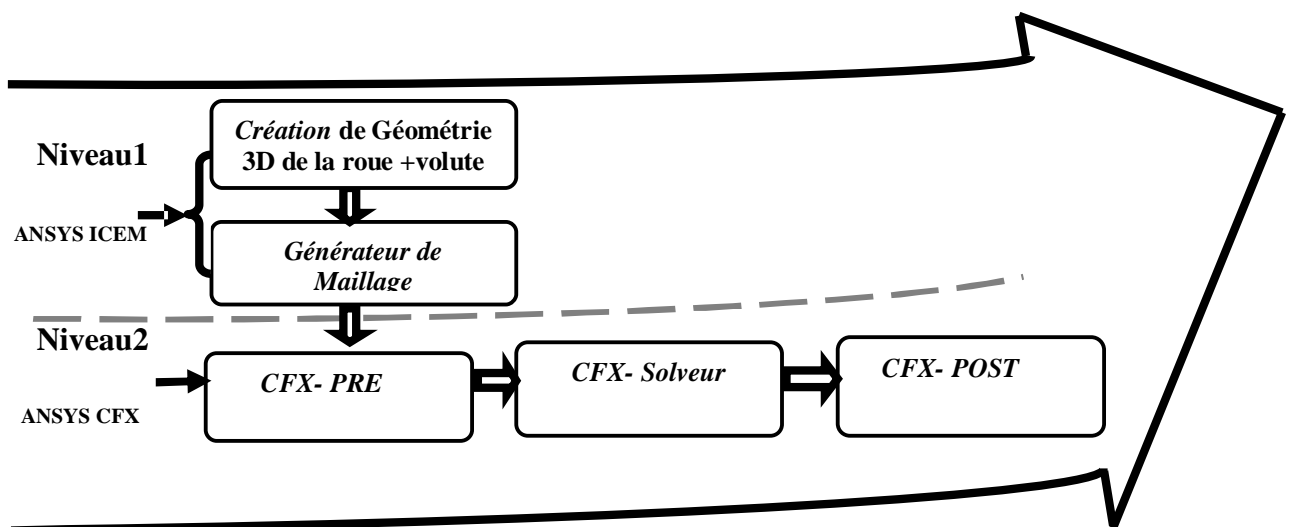 Création de Géométrie
3D de la roue +volute
Niveau1
ANSYS ICEM
Générateur de
Maillage
Niveau2
CFX- PRE
CFX- Solveur
CFX- POST
ANSYS CFX